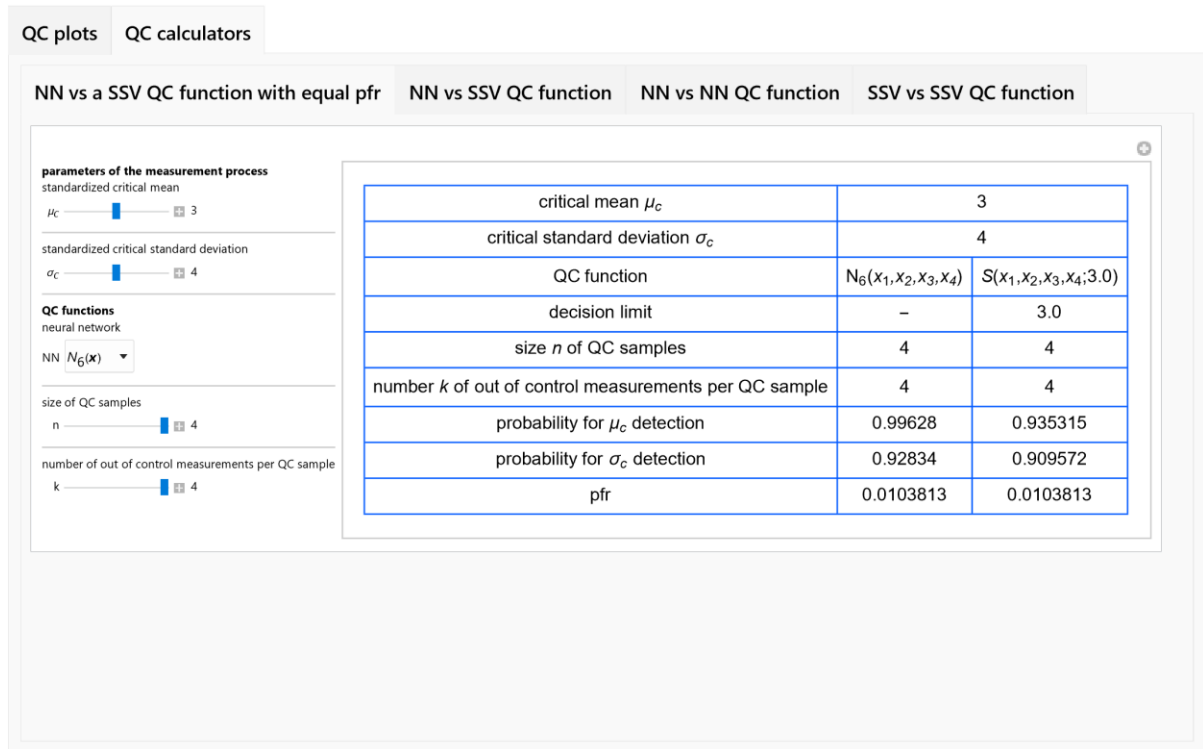 QC plots QC calculators
NN vs a SSV QC function with equal pfr NN vs SSV QC function NN vs NN QC function SSV vs SSV QC function
parameters of the measurement process
standardized critical mean
μc 3
standardized critical standard deviation
σc 4
QC functions
neural network
NN N6(x)
size of QC samples
n 4
number of out of control measurements per QC sample
k 4
critical mean μc 3
critical standard deviation σc 4
QC function N6(x1,x2,x3,x4) S(x1,x2,x3,x4;3.0)
decision limit – 3.0
size n of QC samples 4 4
number k of out of control measurements per QC sample 4 4
probability for μc detection 0.99628 0.935315
probability for σc detection 0.92834 0.909572
pfr 0.0103813 0.0103813